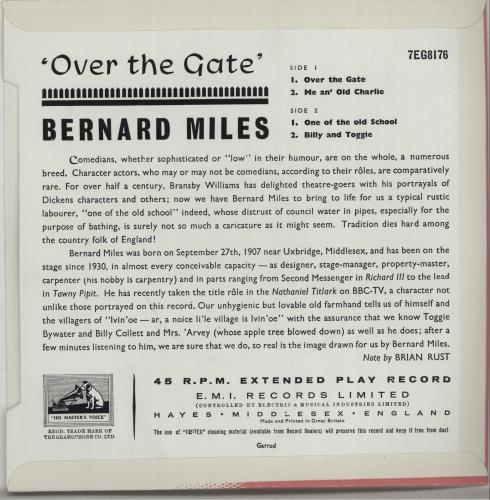 'Over the Gate'
BERNARD MILES
7EG8176
SIDE 1
1. Over the Gate
2. Me an' Old Charlie
SIDE 2
1. One of the old School
2. Billy and Toggie
Comedians, whether sophisticated or "low" in their humour, are on the whole, a numerous
breed. Character actors, who may or may not be comedians, according to their rôles, are comparatively
rare. For over half a century, Bransby Williams has delighted theatre-goers with his portrayals of
Dickens characters and others; now we have Bernard Miles to bring to life for us a typical rustic
labourer, "one of the old school" indeed, whose distrust of council water in pipes, especially for the
purpose of bathing, is surely not so much a caricature as it might seem. Tradition dies hard among
the country folk of England!
Bernard Miles was born on September 27th, 1907 near Uxbridge, Middlesex, and has been on the
stage since 1930, in almost every conceivable capacity — as designer, stage-manager, property-master,
carpenter (his hobby is carpentry) and in parts ranging from Second Messenger in Richard III to the lead
in Tawny Pipit. He has recently taken the title rôle in the Nathaniel Titlark on BBC-TV, a character not
unlike those portrayed on this record. Our unhygienic but lovable old farmhand tells us of himself and
the villagers of "Ivin'oe — ar, a noice li'le village is Ivin'oe" with the assurance that we know Toggie
Bywater and Billy Collett and Mrs. 'Arvey (whose apple tree blowed down) as well as he does; after a
few minutes listening to him, we are sure that we do, so real is the image drawn for us by Bernard Miles.
Note by BRIAN RUST
"HIS MASTER'S VOICE"
REGD. TRADE MARK OF
THE GRAMOPHONE CO. LTD
45 R.P.M. EXTENDED PLAY RECORD
E.M.I. RECORDS LIMITED
(CONTROLLED BY ELECTRIC & MUSICAL INDUSTRIES LIMITED)
HAYES · MIDDLESEX · ENGLAND
Made and Printed in Great Britain
The use of "EMITEX" cleaning material (available from Record Dealers) will preserve this record and keep it free from dust.
Garrod